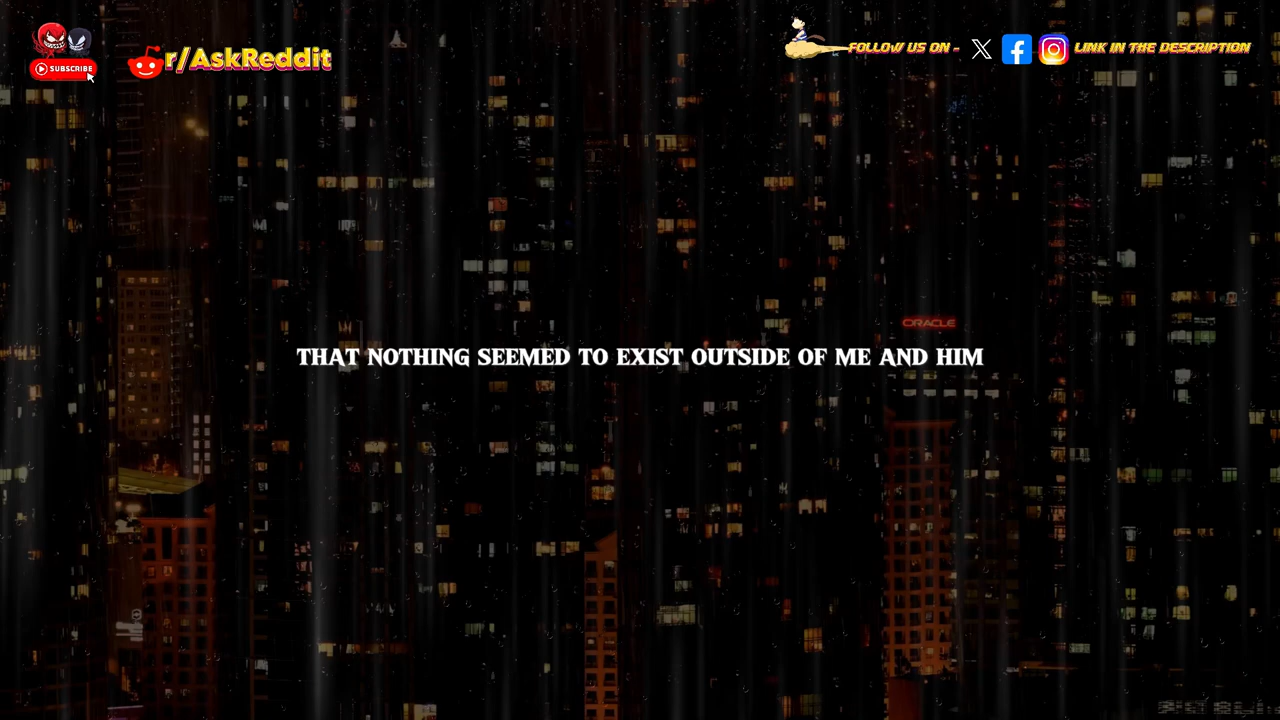 SUBSCRIBE
r/AskReddit
FOLLOW US ON -
LINK IN THE DESCRIPTION
ORACLE
THAT NOTHING SEEMED TO EXIST OUTSIDE OF ME AND HIM